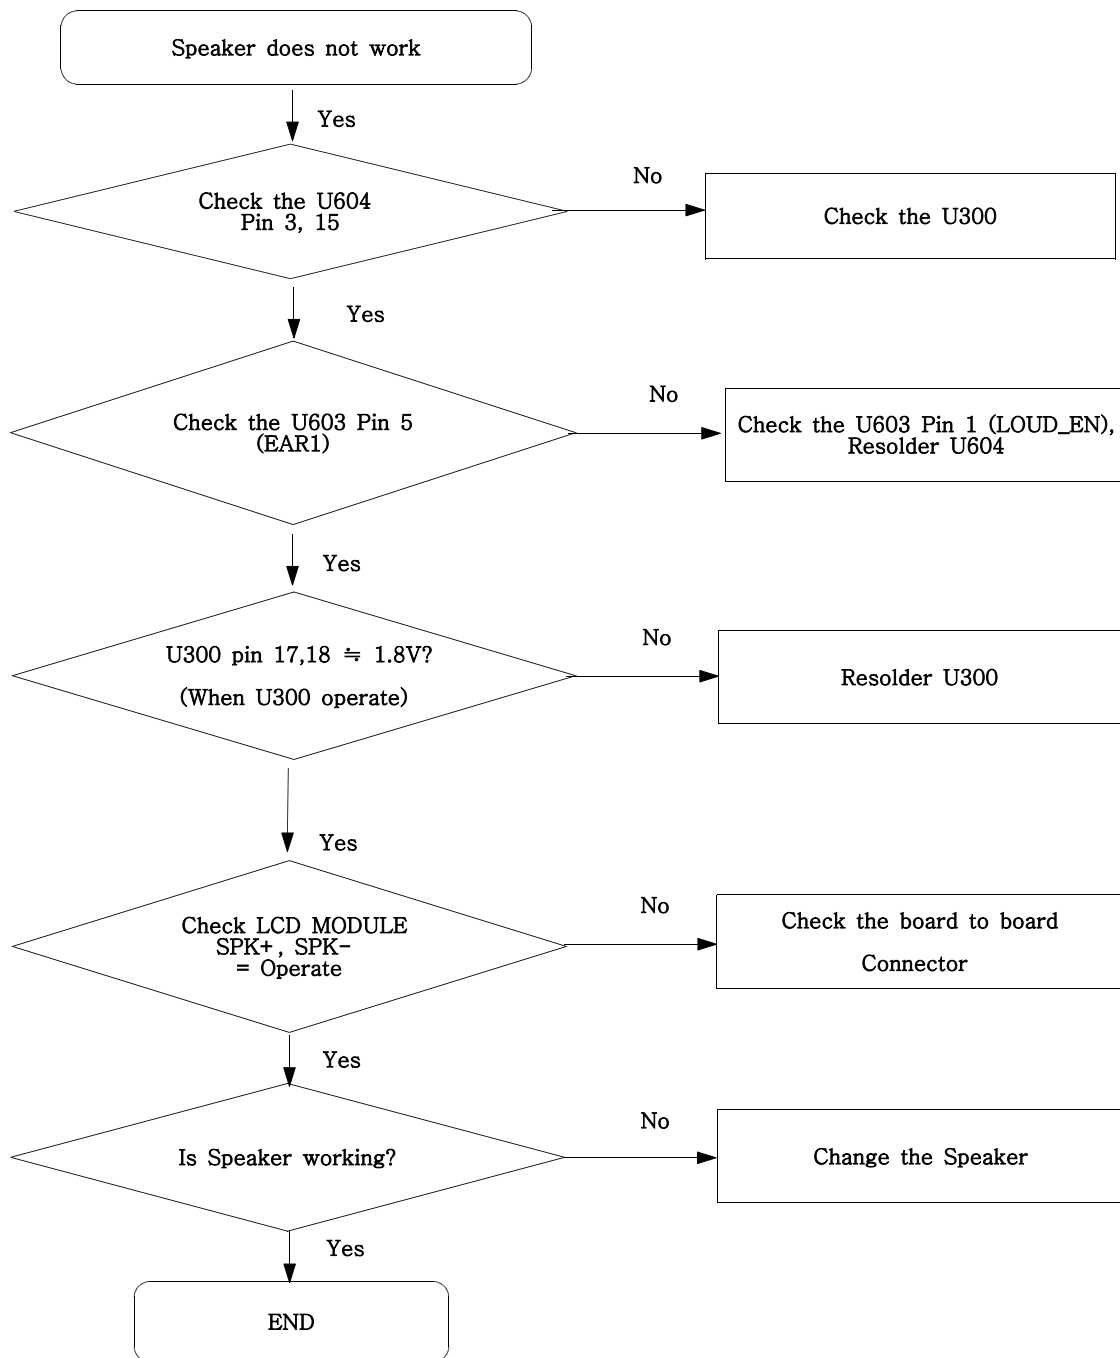 Speaker does not work
Yes
Check the U604
Pin 3, 15
No
Check the U300
Yes
Check the U603 Pin 5
(EAR1)
No
Check the U603 Pin 1 (LOUD_EN),
Resolder U604
Yes
U300 pin 17,18 ≒ 1.8V?
(When U300 operate)
No
Resolder U300
Yes
Check LCD MODULE
SPK+, SPK-
= Operate
No
Check the board to board
Connector
Yes
Is Speaker working?
No
Change the Speaker
Yes
END